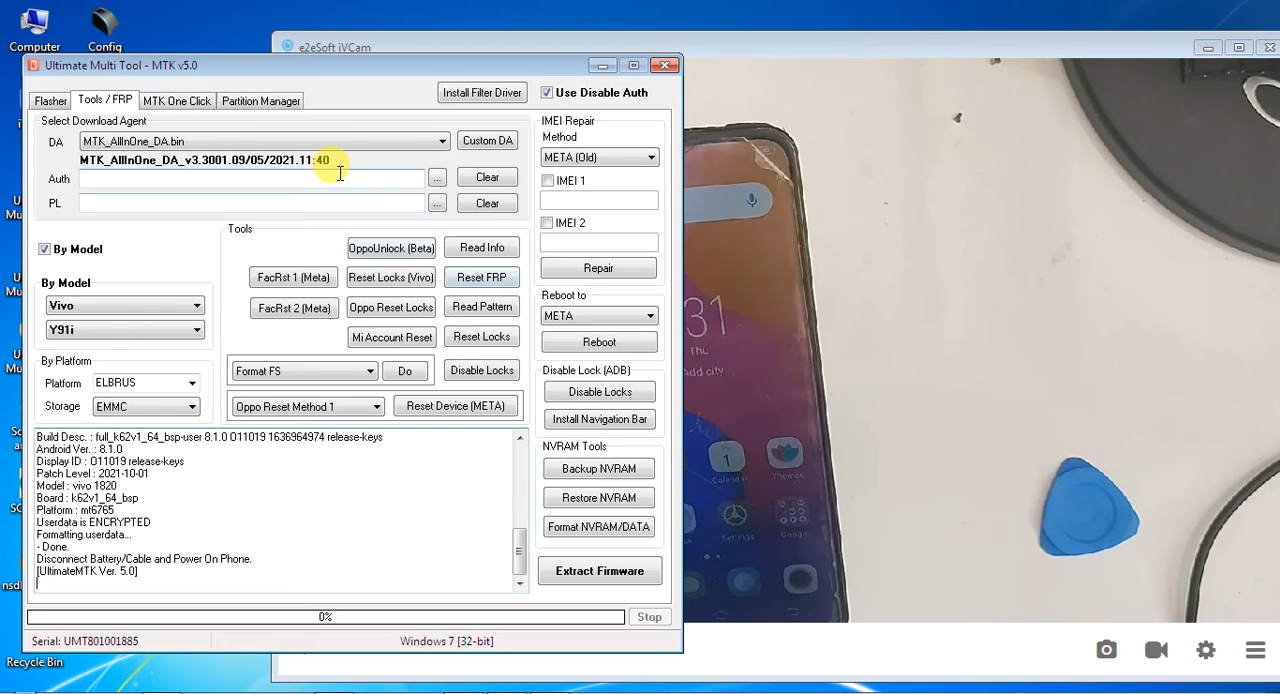 Computer
Config
e2eSoft iVCam
Ultimate Multi Tool - MTK v5.0
Flasher
Tools / FRP
MTK One Click
Partition Manager
Install Filter Driver
Use Disable Auth
Select Download Agent
DA
MTK_AllInOne_DA.bin
Custom DA
MTK_AllInOne_DA_v3.3001.09/05/2021.11:40
Auth
...
Clear
PL
...
Clear
IMEI Repair
Method
META (Old)
IMEI 1
IMEI 2
Repair
By Model
By Model
Vivo
Y91i
By Platform
Platform
ELBRUS
Storage
EMMC
Tools
OppoUnlock (Beta)
Read Info
FacRst 1 (Meta)
Reset Locks (Vivo)
Reset FRP
FacRst 2 (Meta)
Oppo Reset Locks
Read Pattern
Mi Account Reset
Reset Locks
Format FS
Do
Disable Locks
Oppo Reset Method 1
Reset Device (META)
Reboot to
META
Reboot
Disable Lock (ADB)
Disable Locks
Install Navigation Bar
NVRAM Tools
Backup NVRAM
Restore NVRAM
Format NVRAM/DATA
Extract Firmware
Build Desc. : full_k62v1_64_bsp-user 8.1.0 O11019 1636964974 release-keys
Android Ver. : 8.1.0
Display ID : O11019 release-keys
Patch Level : 2021-10-01
Model : vivo 1820
Board : k62v1_64_bsp
Platform : mt6765
Userdata is ENCRYPTED
Formatting userdata...
- Done.
Disconnect Battery/Cable and Power On Phone.
[UltimateMTK Ver. 5.0]
0%
Stop
Serial: UMT801001885
Windows 7 [32-bit]
Recycle Bin
31
Thu
Add city
1
Calendar
Themes
Settings
Google